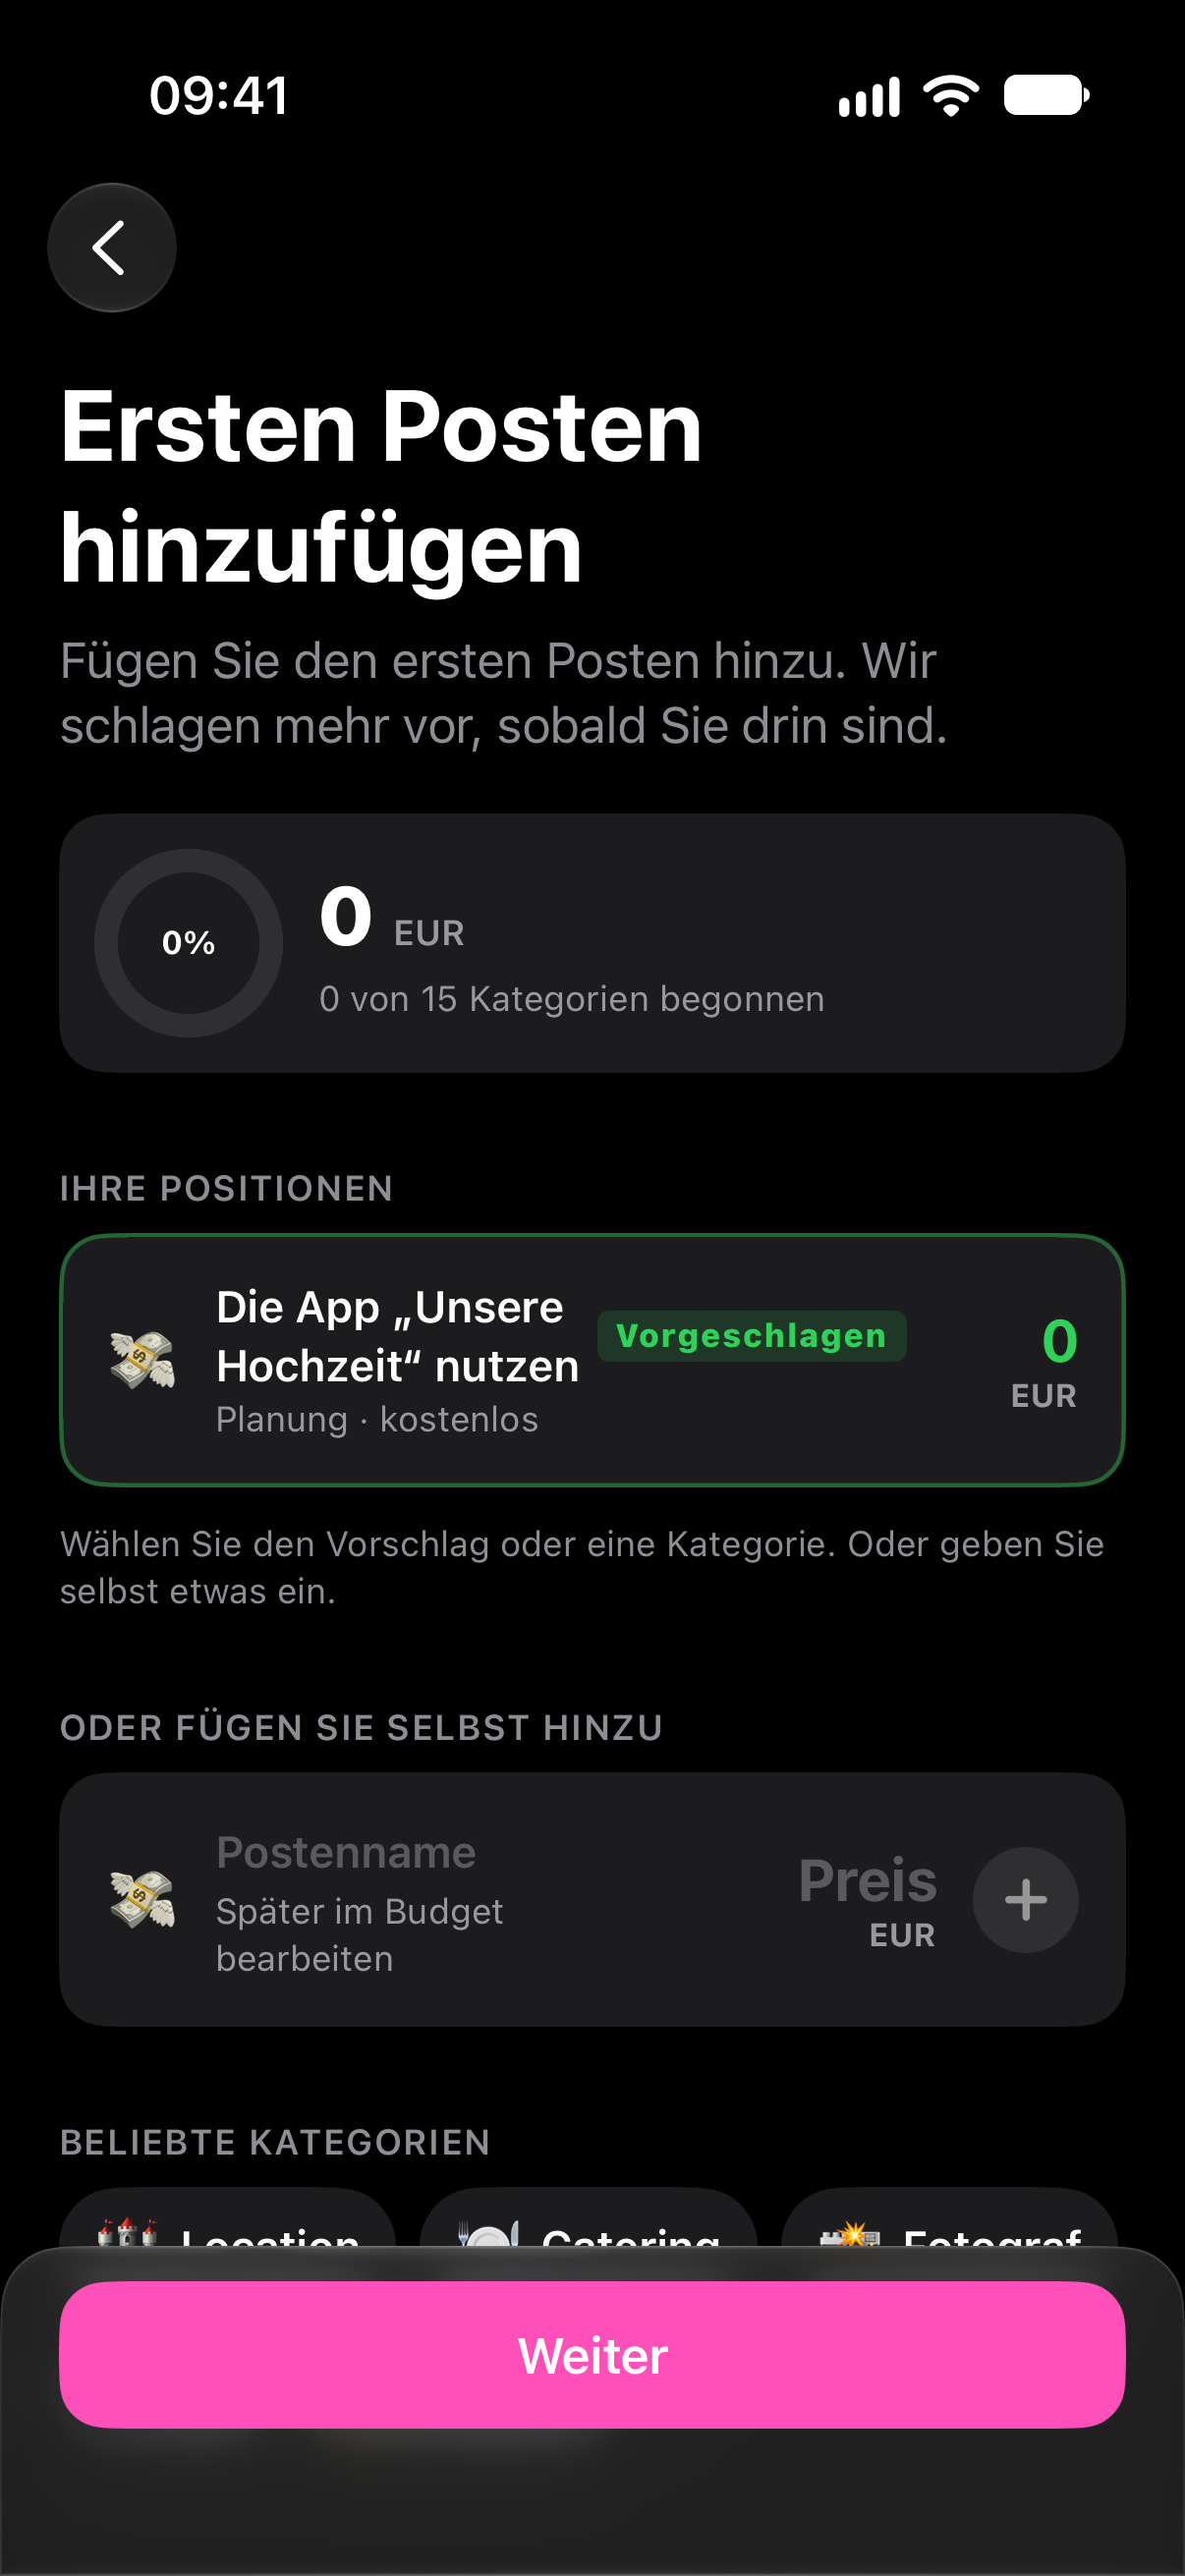 09:41
Ersten Posten
hinzufügen
Fügen Sie den ersten Posten hinzu. Wir
schlagen mehr vor, sobald Sie drin sind.
0%
0 EUR
0 von 15 Kategorien begonnen
IHRE POSITIONEN
Die App „Unsere
Hochzeit“ nutzen
Vorgeschlagen
Planung · kostenlos
0
EUR
Wählen Sie den Vorschlag oder eine Kategorie. Oder geben Sie
selbst etwas ein.
ODER FÜGEN SIE SELBST HINZU
Postenname
Später im Budget
bearbeiten
Preis
EUR
BELIEBTE KATEGORIEN
Location
Catering
Fotograf
Weiter